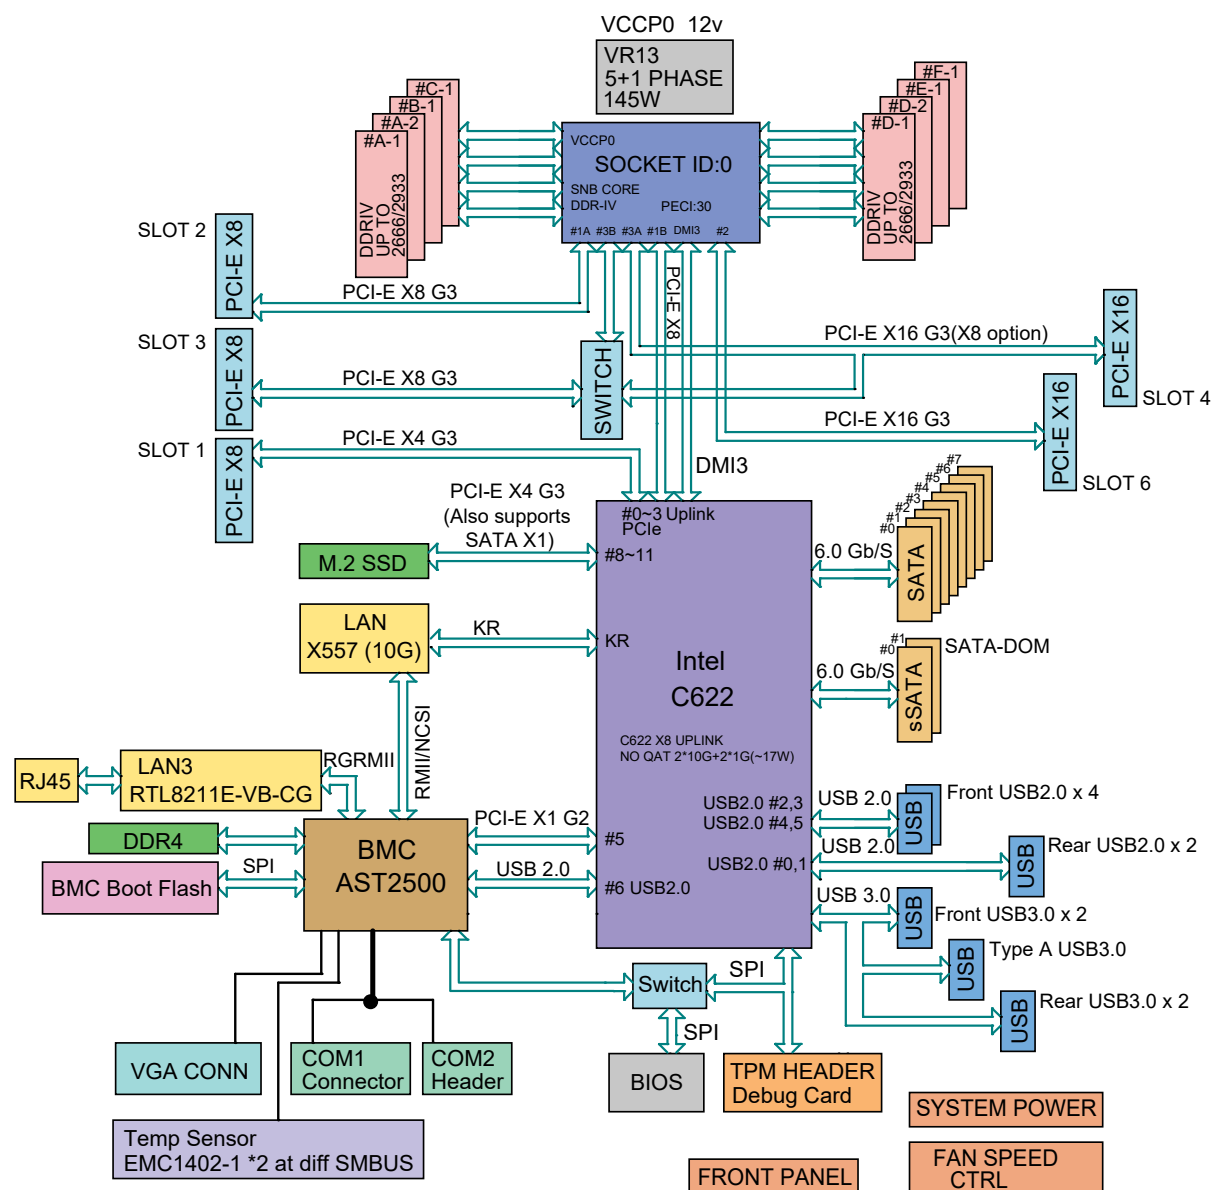 VCCP0 12v
VR13
5+1 PHASE
145W
#C-1
#B-1
#A-2
#A-1
DDRIV
UP TO
2666/2933
#F-1
#E-1
#D-2
#D-1
DDRIV
UP TO
2666/2933
VCCP0
SOCKET ID:0
SNB CORE
DDR-IV
PECI:30
#1A #3B #3A #1B DMI3 #2
SLOT 2
PCI-E X8
PCI-E X8 G3
PCI-E X8
SLOT 3
PCI-E X8
PCI-E X8 G3
SWITCH
PCI-E X16 G3(X8 option)
PCI-E X16
SLOT 4
SLOT 1
PCI-E X8
PCI-E X4 G3
PCI-E X16 G3
PCI-E X16
SLOT 6
DMI3
PCI-E X4 G3
(Also supports
SATA X1)
M.2 SSD
#0~3 Uplink
PCIe
#8~11
6.0 Gb/S
#0
#1
#2
#3
#4
#5
#6
#7
SATA
LAN
X557 (10G)
KR
KR
Intel
C622
6.0 Gb/S
#0
#1
SATA-DOM
sSATA
C622 X8 UPLINK
NO QAT 2*10G+2*1G(~17W)
RJ45
LAN3
RTL8211E-VB-CG
RGRMII
RMII/NCSI
USB2.0 #2,3
USB2.0 #4,5
USB 2.0
USB
Front USB2.0 x 4
DDR4
BMC
AST2500
PCI-E X1 G2
#5
USB2.0 #0,1
USB 2.0
USB
Rear USB2.0 x 2
BMC Boot Flash
SPI
USB 2.0
#6 USB2.0
USB 3.0
USB
Front USB3.0 x 2
USB
Type A USB3.0
USB
Rear USB3.0 x 2
Switch
SPI
SPI
VGA CONN
COM1
Connector
COM2
Header
BIOS
TPM HEADER
Debug Card
Temp Sensor
EMC1402-1 *2 at diff SMBUS
SYSTEM POWER
FRONT PANEL
FAN SPEED
CTRL